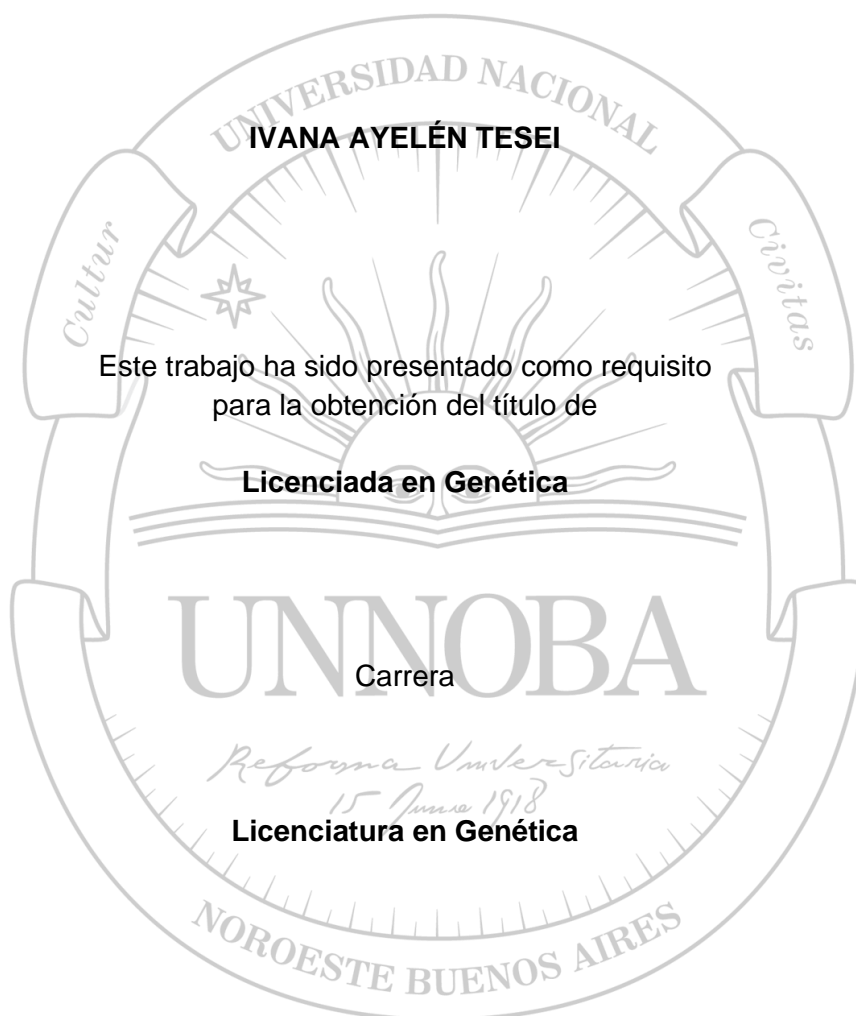 UNIVERSIDAD NACIONAL
IVANA AYELÉN TESEI
Cultur
Civitas
Este trabajo ha sido presentado como requisito
para la obtención del título de
Licenciada en Genética
UNNOBA
Carrera
Reforma Universitaria
15 Junio 1918
Licenciatura en Genética
NOROESTE BUENOS AIRES